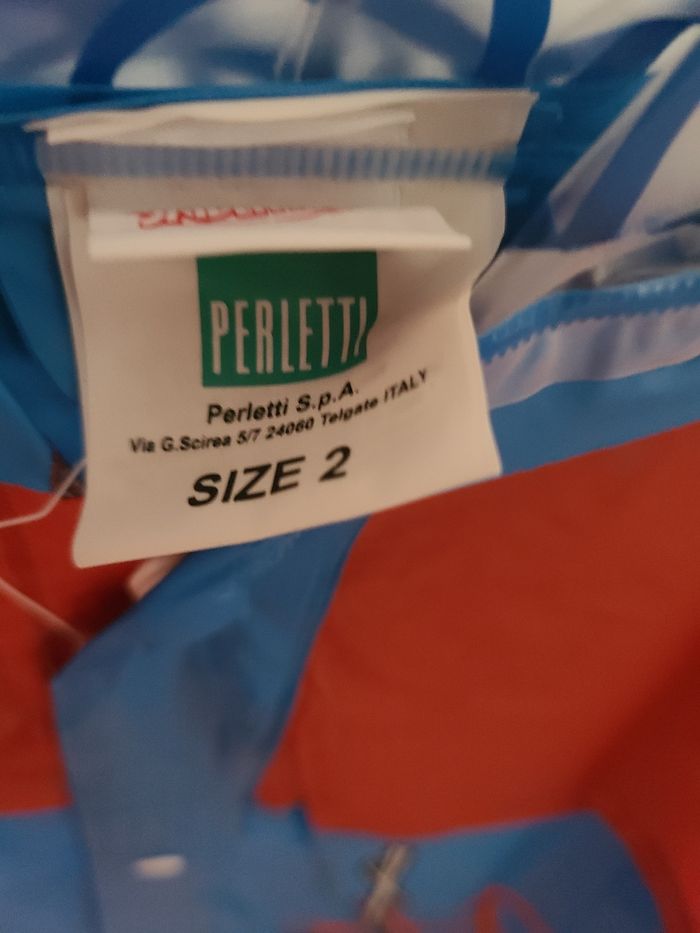 PERLETTI
Perletti S.p.A.
Via G.Scirea 5/7 24060 Telgate ITALY
SIZE 2